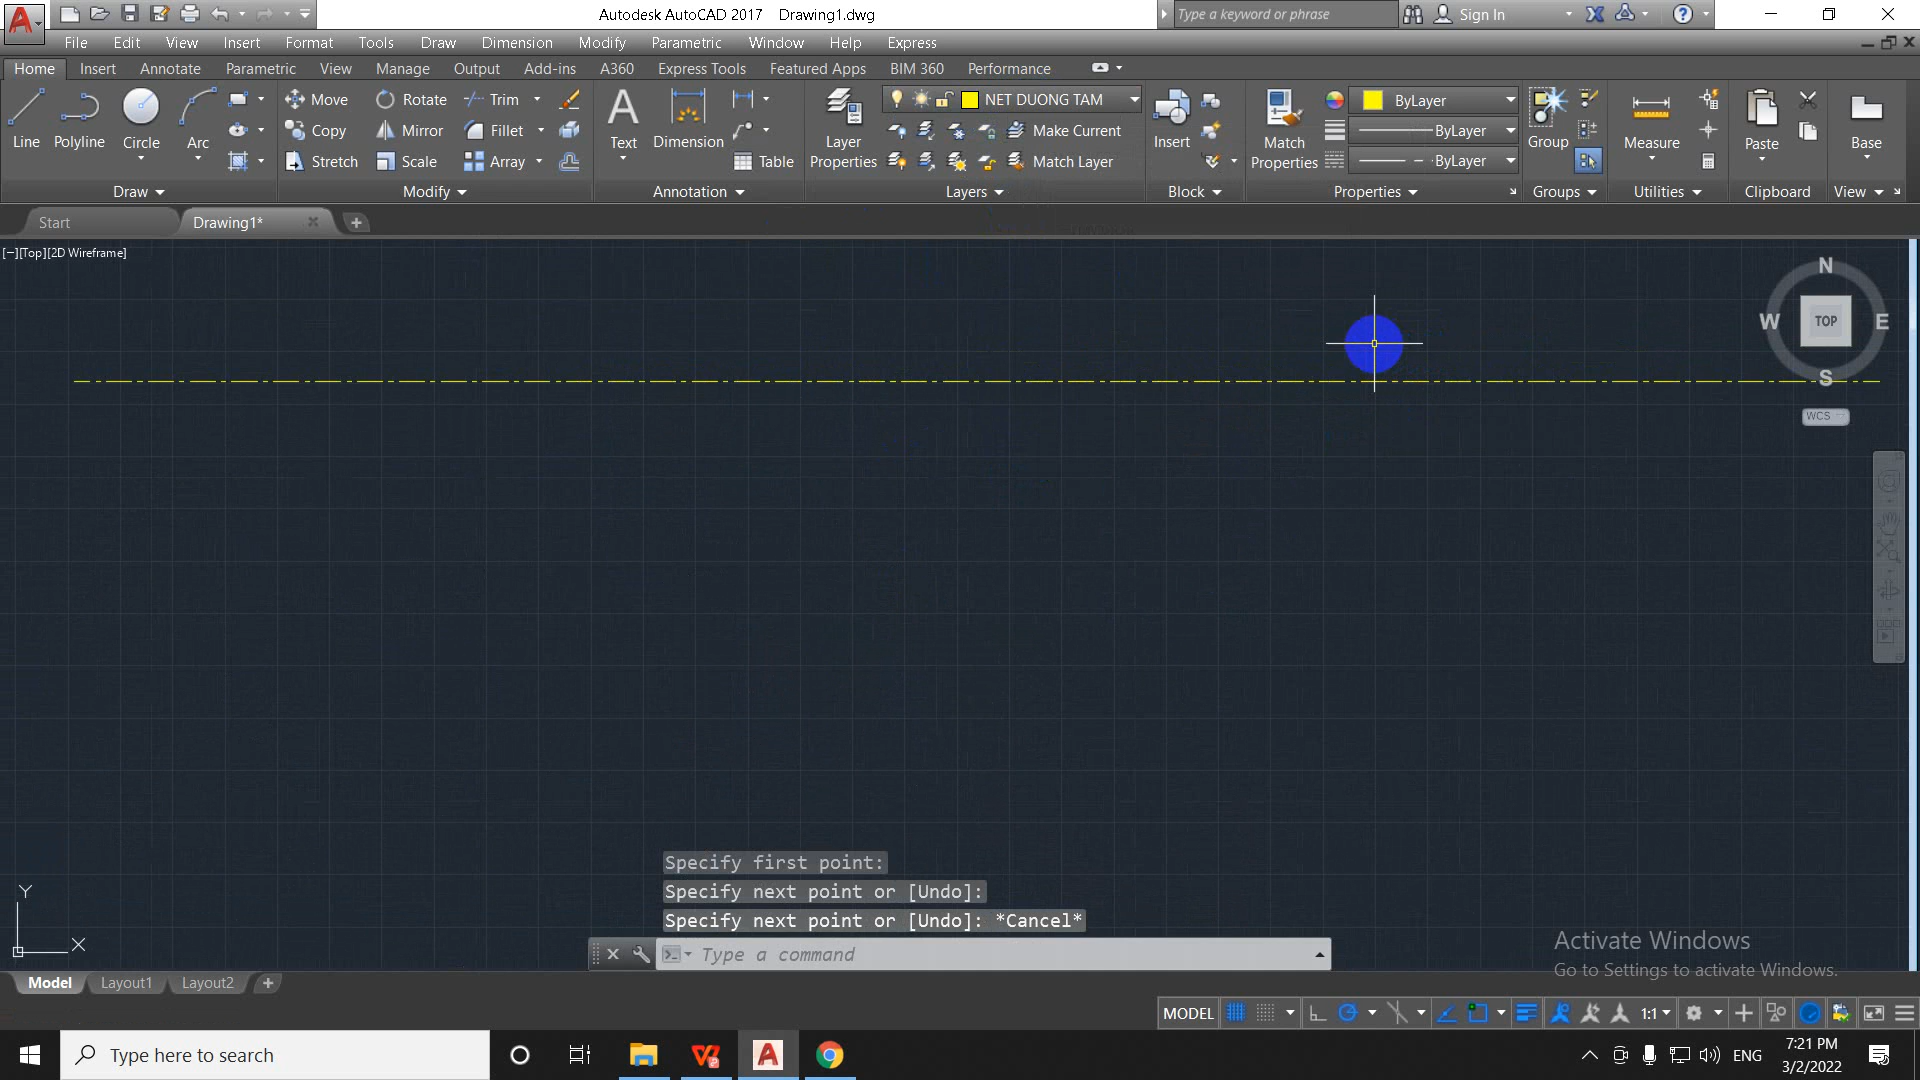 Autodesk AutoCAD 2017 Drawing1.dwg
Type a keyword or phrase
Sign In
File Edit View Insert Format Tools Draw Dimension Modify Parametric Window Help Express
Home Insert Annotate Parametric View Manage Output Add-ins A360 Express Tools Featured Apps BIM 360 Performance
Line Polyline Circle Arc
Move Rotate Trim
Copy Mirror Fillet
Stretch Scale Array
Text Dimension Table
Layer Properties
NET DUONG TAM
Make Current
Match Layer
Insert
Match Properties
ByLayer
ByLayer
ByLayer
Group Measure Paste Base
Draw Modify Annotation Layers Block Properties Groups Utilities Clipboard View
Start Drawing1*
[−][Top][2D Wireframe]
N
W TOP E
S
WCS
Specify first point:
Specify next point or [Undo]:
Specify next point or [Undo]: *Cancel*
Type a command
Y
X
Activate Windows
Go to Settings to activate Windows.
Model Layout1 Layout2
MODEL 1:1
Type here to search
ENG
7:21 PM
3/2/2022